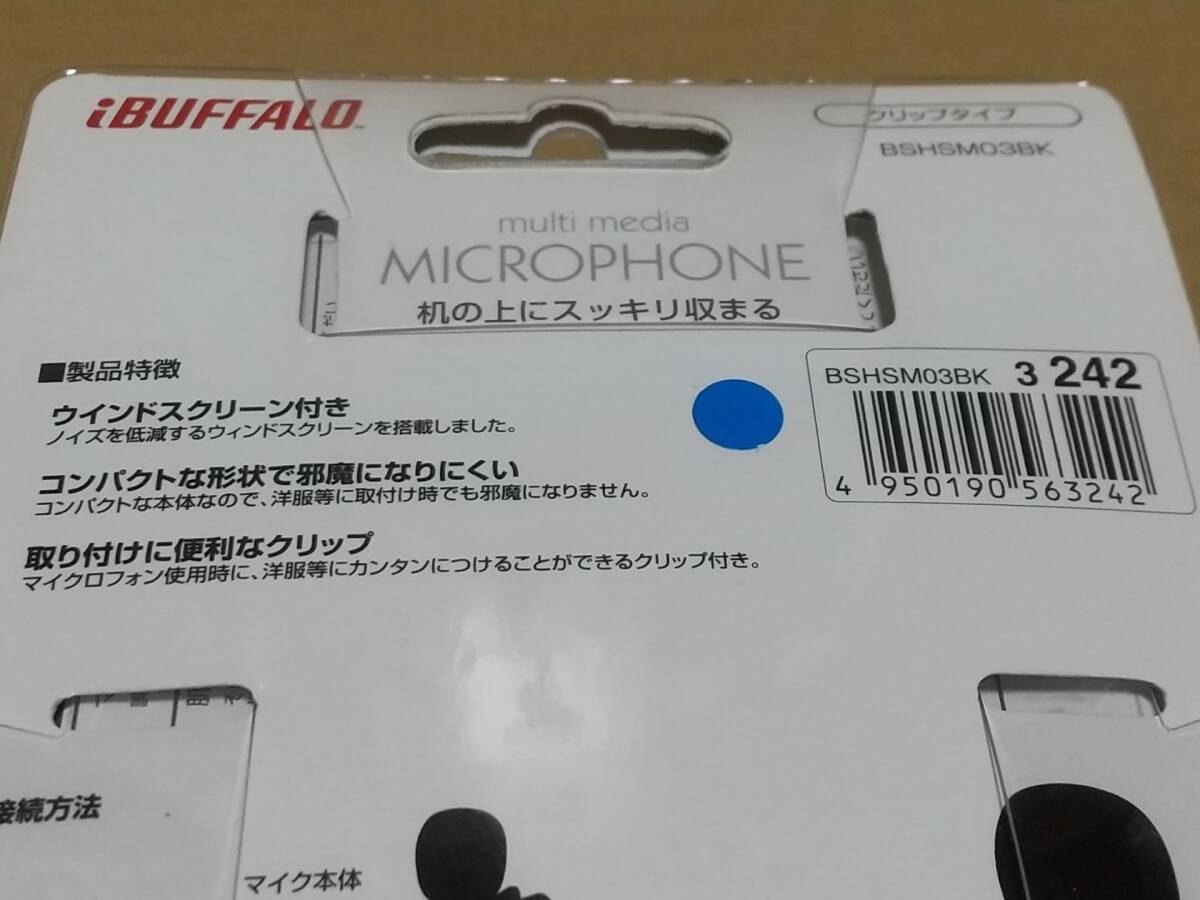 iBUFFALO
クリップタイプ
BSHSM03BK
multi media
MICROPHONE
机の上にスッキリ収まる
■製品特徴
ウインドスクリーン付き
ノイズを低減するウィンドスクリーンを搭載しました。
コンパクトな形状で邪魔になりにくい
コンパクトな本体なので、洋服等に取付け時でも邪魔になりません。
取り付けに便利なクリップ
マイクロフォン使用時に、洋服等にカンタンにつけることができるクリップ付き。
BSHSM03BK 3 242
4 950190 563242
接続方法
マイク本体